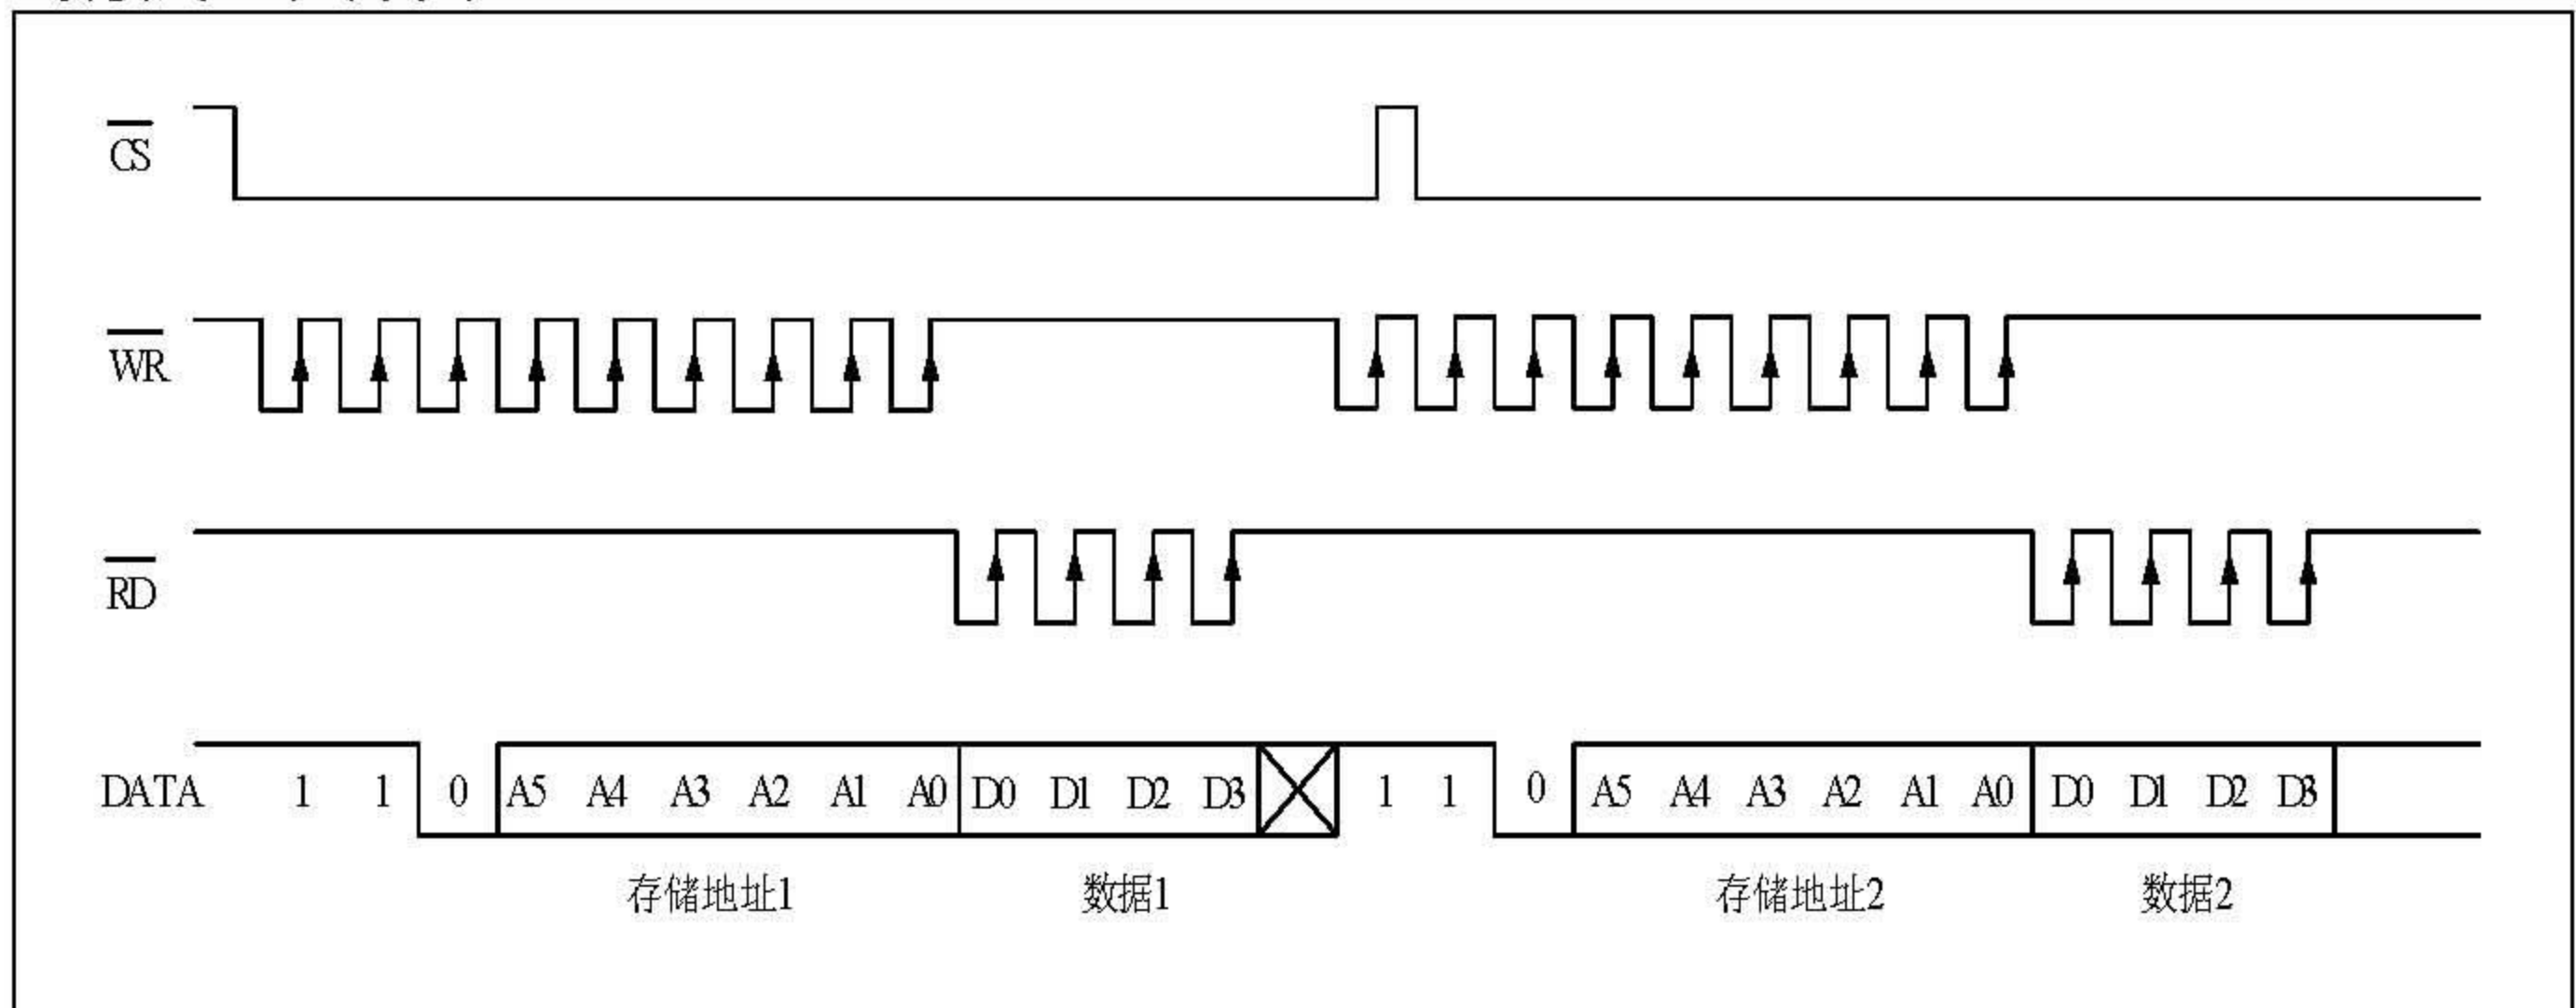 CS
WR
RD
DATA 1 1 0 A5 A4 A3 A2 A1 A0 D0 D1 D2 D3 1 1 0 A5 A4 A3 A2 A1 A0 D0 D1 D2 D3
存储地址1 数据1 存储地址2 数据2